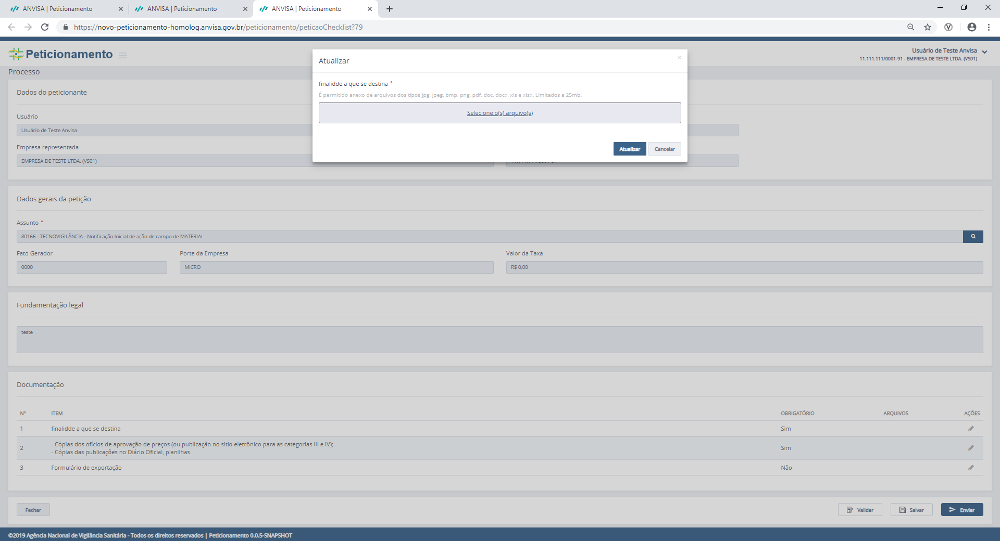 ANVISA | Peticionamento
ANVISA | Peticionamento
ANVISA | Peticionamento
https://novo-peticionamento-homolog.anvisa.gov.br/peticionamento/peticaoChecklist?79
Peticionamento
Usuário de Teste Anvisa
11.111.111/0001-91 - EMPRESA DE TESTE LTDA. (VS01)
Atualizar
finalidde a que se destina *
É permitido anexo de arquivos dos tipos jpg, jpeg, bmp, png, pdf, doc, docx, xls e xlsx. Limitados a 25mb.
Selecione o(s) arquivo(s)
Atualizar
Cancelar
Processo
Dados do peticionante
Usuário
Usuário de Teste Anvisa
Empresa representada
EMPRESA DE TESTE LTDA. (VS01)
Dados gerais da petição
Assunto *
80166 - TECNOVIGILÂNCIA - Notificação Inicial de ação de campo de MATERIAL
Fato Gerador
Porte da Empresa
Valor da Taxa
0000
MICRO
R$ 0,00
Fundamentação legal
teste
Documentação
Nº ITEM OBRIGATÓRIO ARQUIVOS AÇÕES
1 finalidde a que se destina Sim
2 - Cópias dos ofícios de aprovação de preços (ou publicação no sitio eletrônico para as categorias III e IV); Sim
- Cópias das publicações no Diário Oficial, planilhas.
3 Formulário de exportação Não
Fechar
Validar
Salvar
Enviar
©2019 Agência Nacional de Vigilância Sanitária - Todos os direitos reservados | Peticionamento 0.0.5-SNAPSHOT